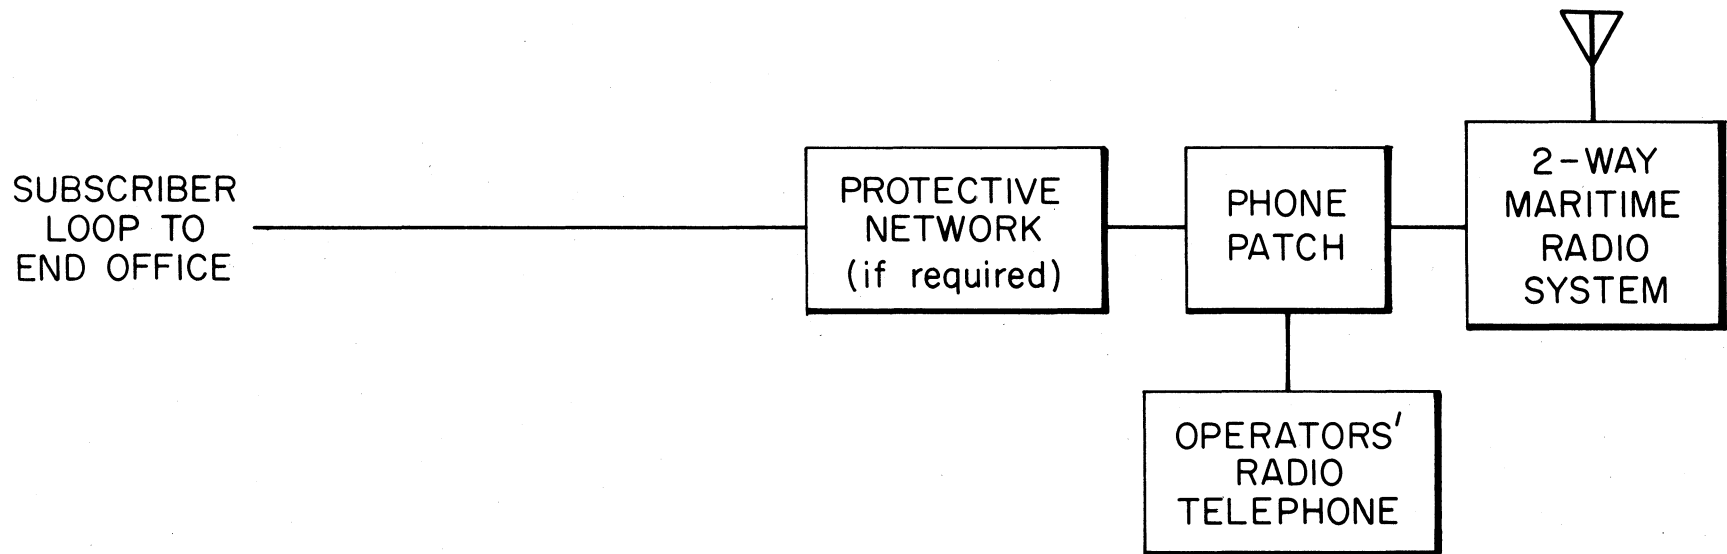 SUBSCRIBER
LOOP TO
END OFFICE
PROTECTIVE
NETWORK
(if required)
PHONE
PATCH
2-WAY
MARITIME
RADIO
SYSTEM
OPERATORS'
RADIO
TELEPHONE